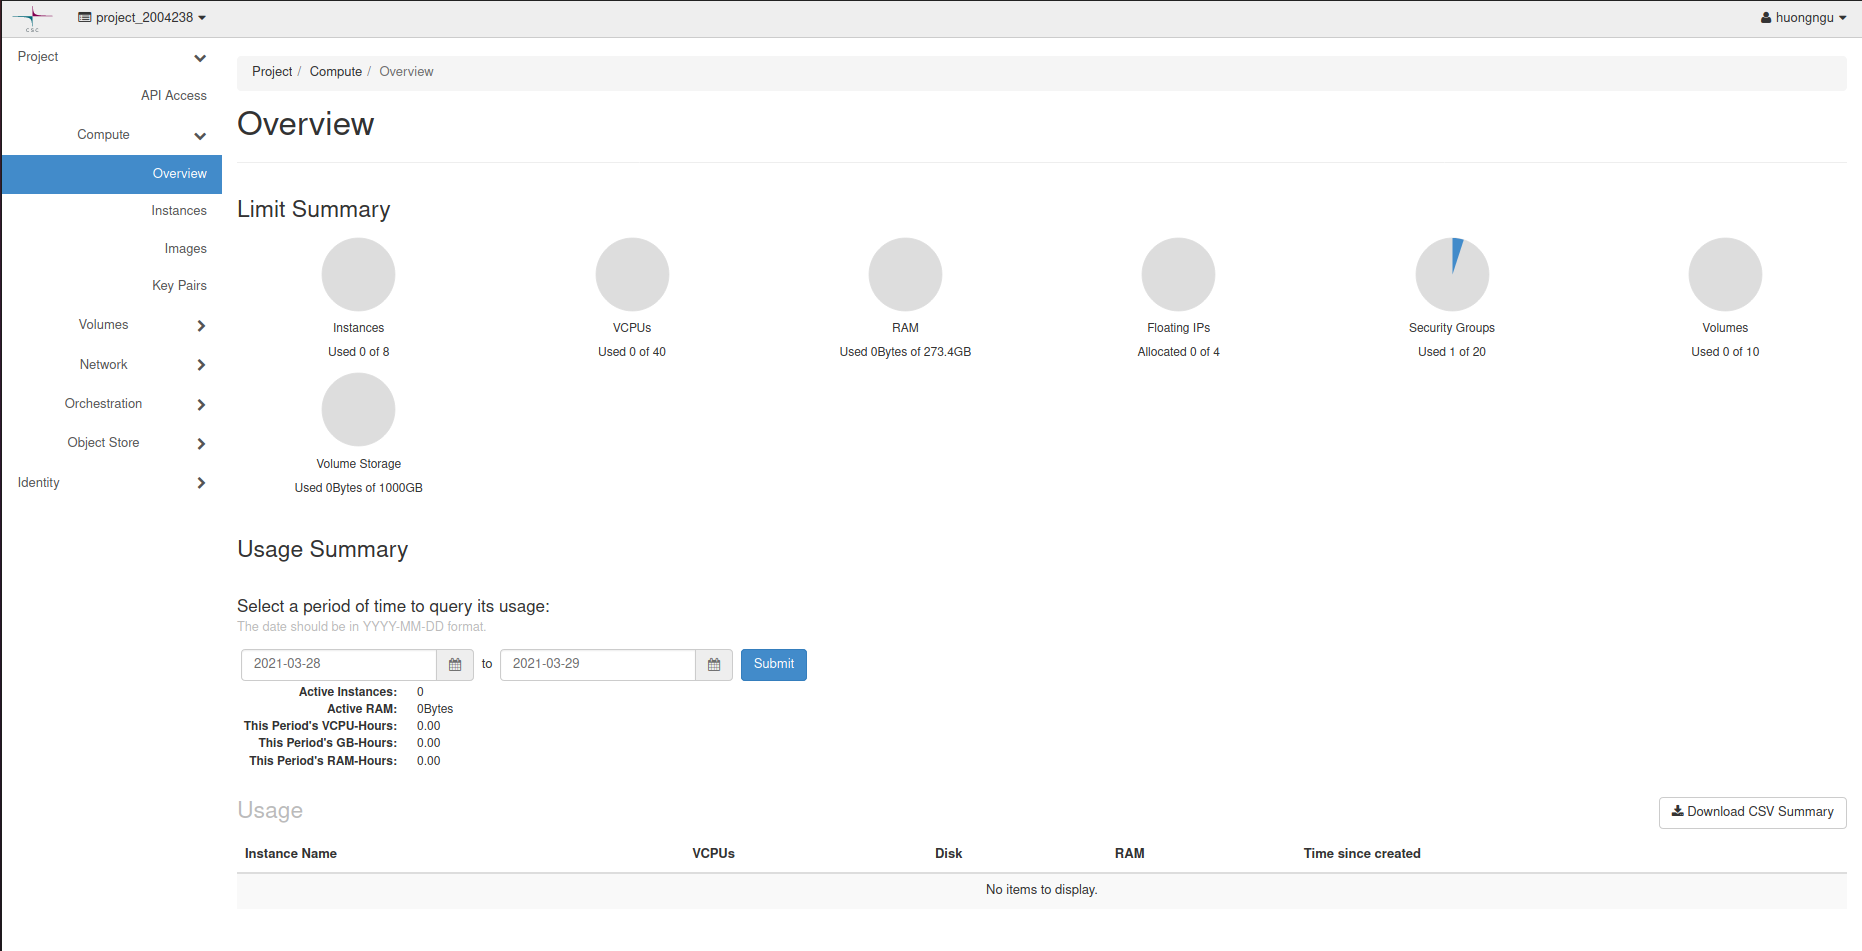 csc
project_2004238
huongngu
Project
API Access
Compute
Overview
Instances
Images
Key Pairs
Volumes
Network
Orchestration
Object Store
Identity
Project / Compute / Overview
Overview
Limit Summary
Instances
Used 0 of 8
VCPUs
Used 0 of 40
RAM
Used 0Bytes of 273.4GB
Floating IPs
Allocated 0 of 4
Security Groups
Used 1 of 20
Volumes
Used 0 of 10
Volume Storage
Used 0Bytes of 1000GB
Usage Summary
Select a period of time to query its usage:
The date should be in YYYY-MM-DD format.
2021-03-28 to 2021-03-29 Submit
Active Instances: 0
Active RAM: 0Bytes
This Period's VCPU-Hours: 0.00
This Period's GB-Hours: 0.00
This Period's RAM-Hours: 0.00
Usage
Download CSV Summary
Instance Name VCPUs Disk RAM Time since created
No items to display.